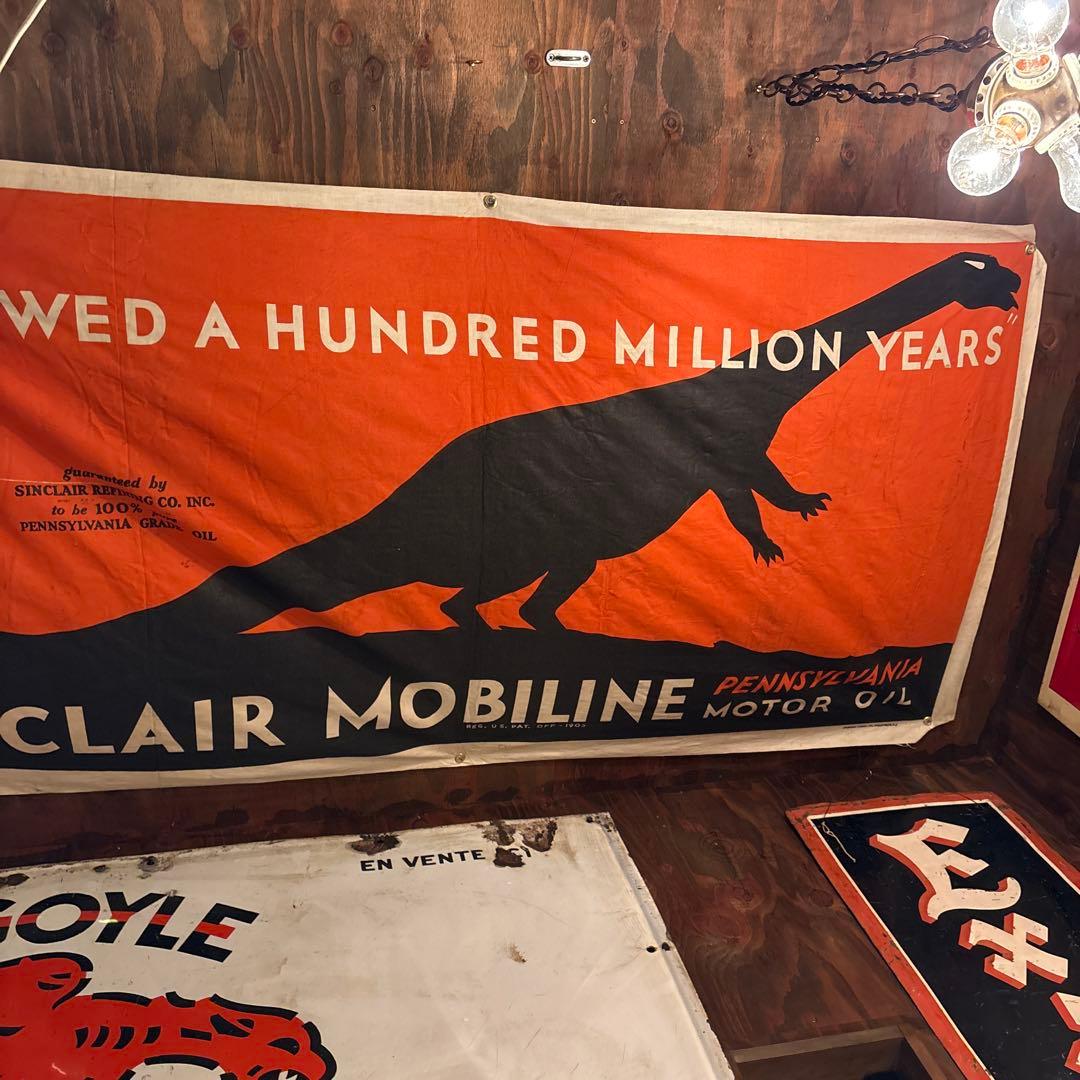 WED A HUNDRED MILLION YEARS"
guaranteed by
SINCLAIR REFINING CO. INC.
to be 100%
PENNSYLVANIA GRADE OIL
CLAIR MOBILINE PENNSYLVANIA
MOTOR OIL
REG. U.S. PAT. OFF.
EN VENTE ICI
GOYLE